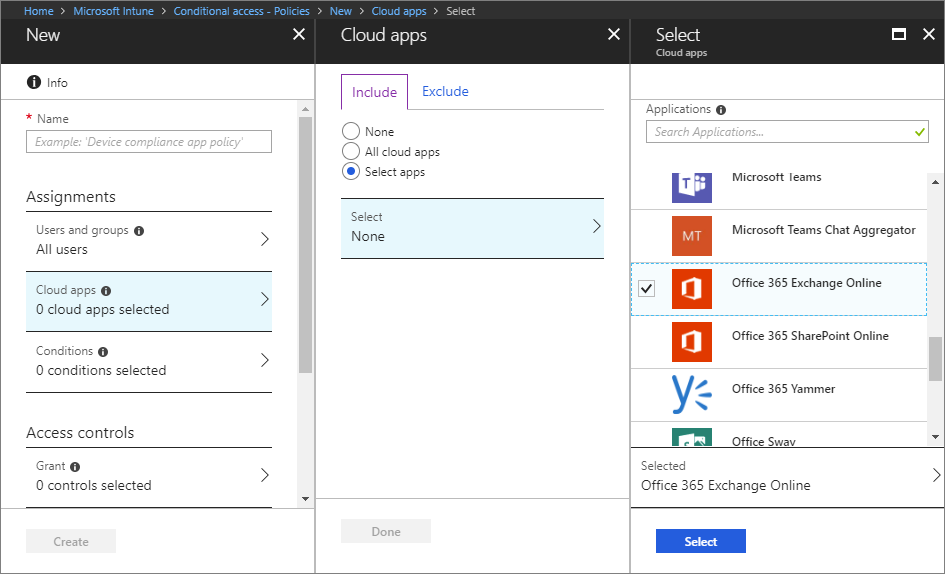 Home > Microsoft Intune > Conditional access - Policies > New > Cloud apps > Select
New
Info
* Name
Example: 'Device compliance app policy'
Assignments
Users and groups
All users
Cloud apps
0 cloud apps selected
Conditions
0 conditions selected
Access controls
Grant
0 controls selected
Create
Cloud apps
Include
Exclude
None
All cloud apps
Select apps
Select
None
Done
Select
Cloud apps
Applications
Search Applications...
Microsoft Teams
MT
Microsoft Teams Chat Aggregator
Office 365 Exchange Online
Office 365 SharePoint Online
Office 365 Yammer
Office Sway
Selected
Office 365 Exchange Online
Select